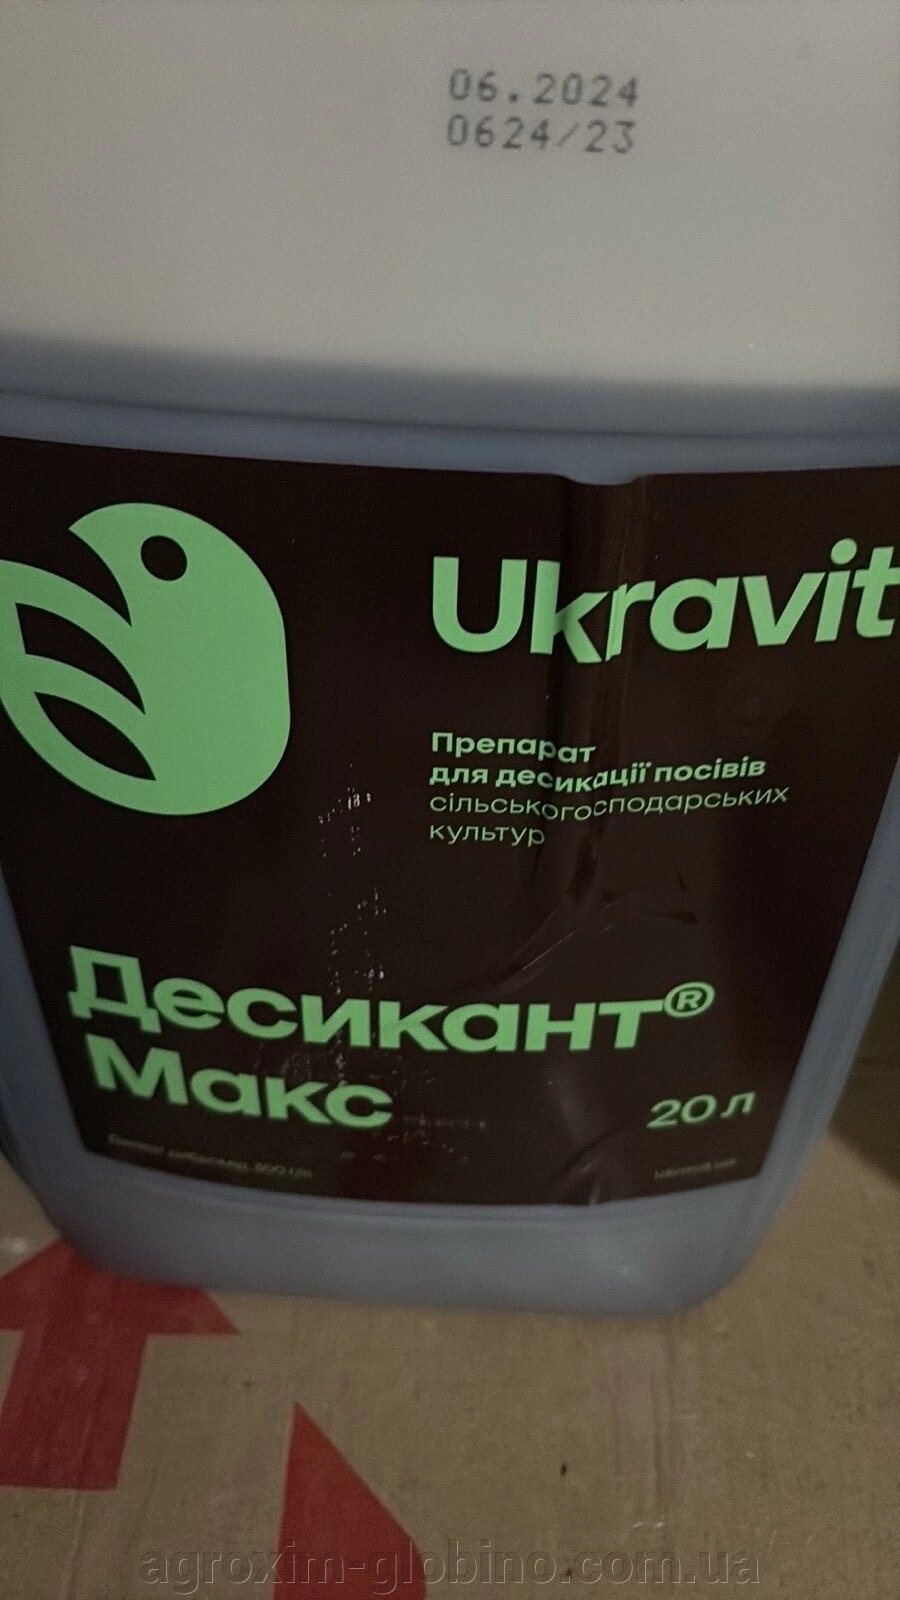 06.2024
0624/23
Ukravit
Препарат
для десикації посівів
сільськогосподарських
культур
Десикант®
Макс
20 л
agroxim-globino.com.ua